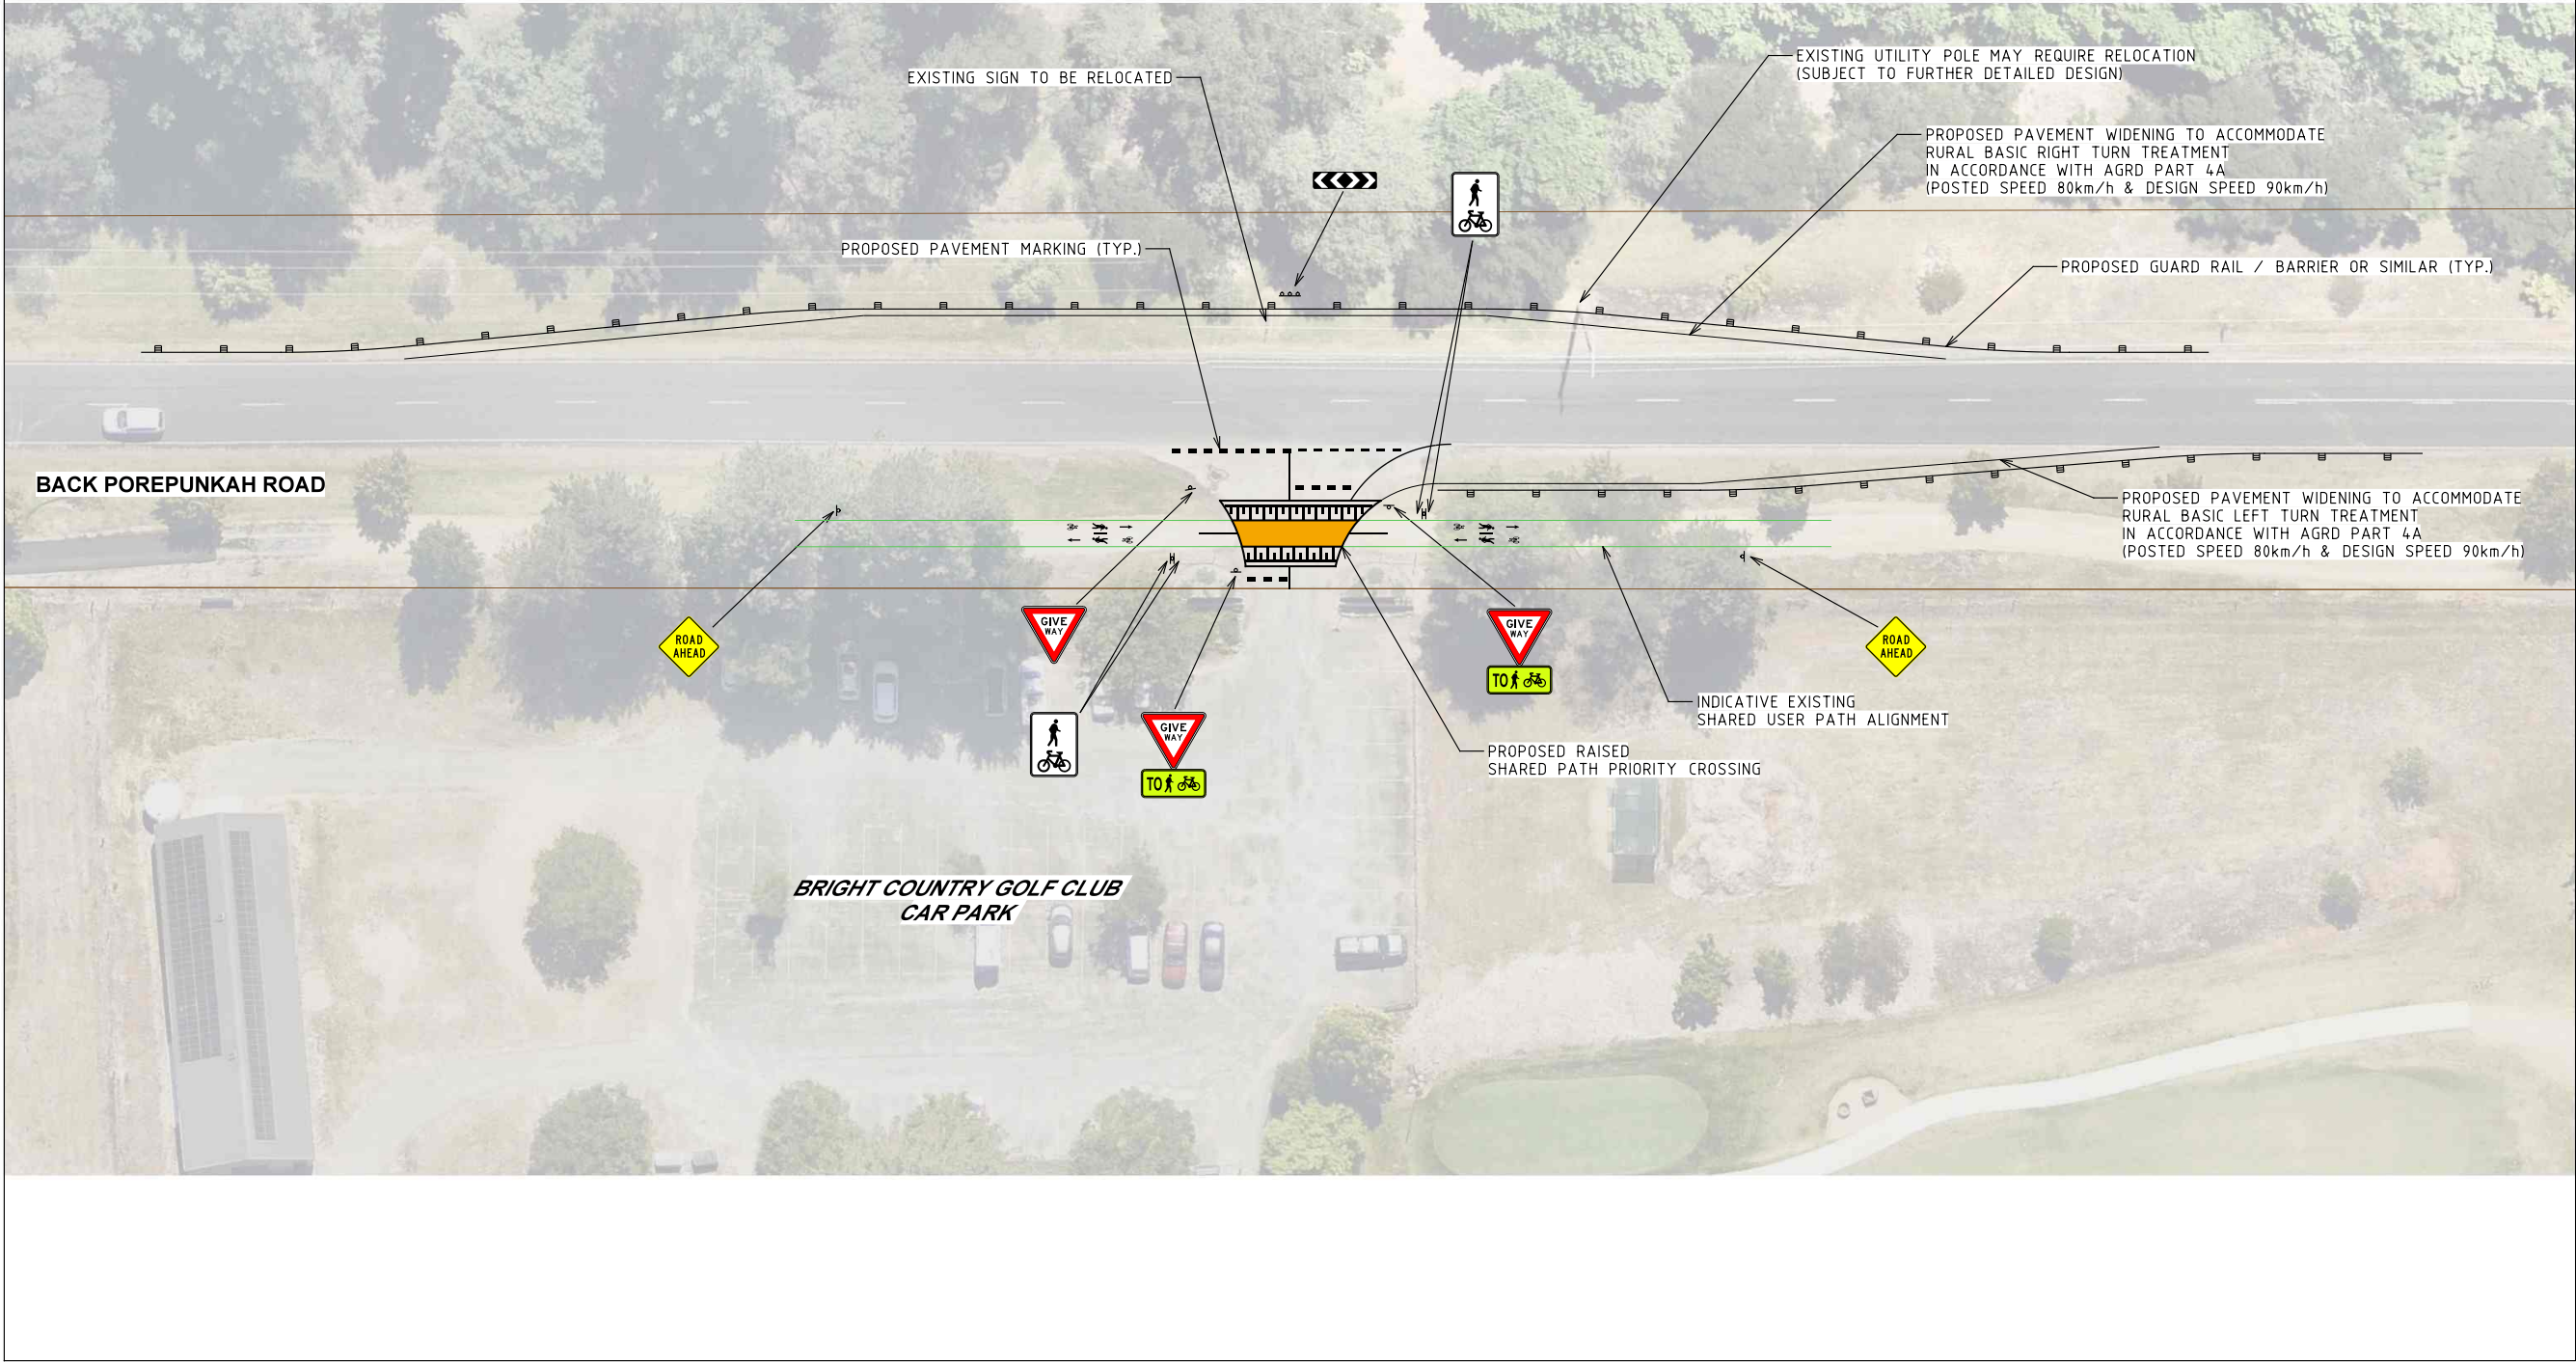 EXISTING SIGN TO BE RELOCATED
EXISTING UTILITY POLE MAY REQUIRE RELOCATION
(SUBJECT TO FURTHER DETAILED DESIGN)
PROPOSED PAVEMENT WIDENING TO ACCOMMODATE
RURAL BASIC RIGHT TURN TREATMENT
IN ACCORDANCE WITH AGRD PART 4A
(POSTED SPEED 80km/h & DESIGN SPEED 90km/h)
PROPOSED PAVEMENT MARKING (TYP.)
PROPOSED GUARD RAIL / BARRIER OR SIMILAR (TYP.)
BACK POREPUNKAH ROAD
PROPOSED PAVEMENT WIDENING TO ACCOMMODATE
RURAL BASIC LEFT TURN TREATMENT
IN ACCORDANCE WITH AGRD PART 4A
(POSTED SPEED 80km/h & DESIGN SPEED 90km/h)
ROAD
AHEAD
GIVE
WAY
GIVE
WAY
TO
ROAD
AHEAD
INDICATIVE EXISTING
SHARED USER PATH ALIGNMENT
GIVE
WAY
TO
PROPOSED RAISED
SHARED PATH PRIORITY CROSSING
BRIGHT COUNTRY GOLF CLUB
CAR PARK